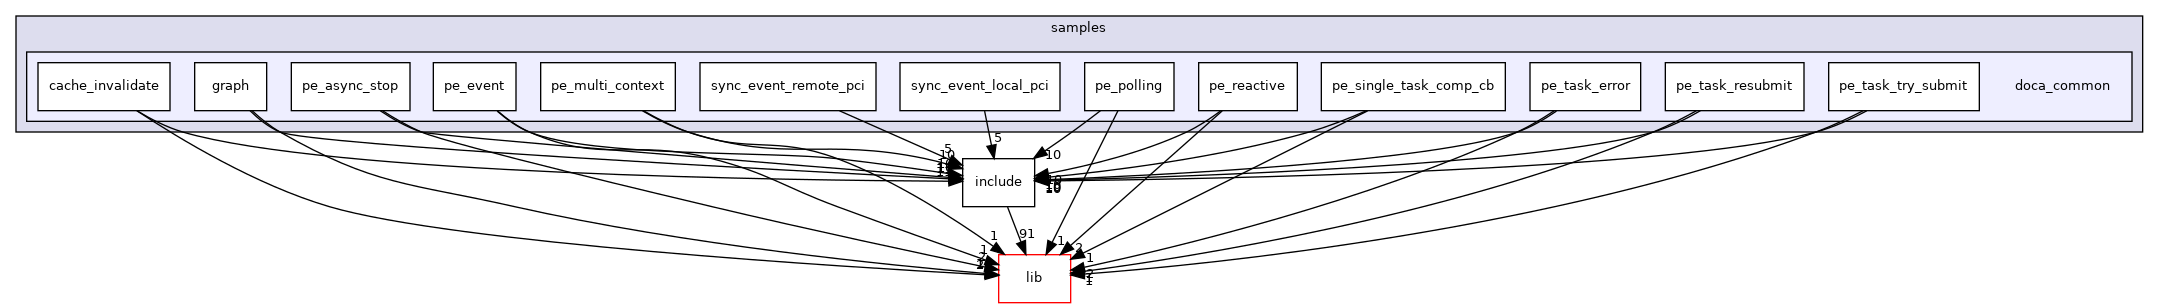 samples
cache_invalidate graph pe_async_stop pe_event pe_multi_context sync_event_remote_pci sync_event_local_pci pe_polling pe_reactive pe_single_task_comp_cb pe_task_error pe_task_resubmit pe_task_try_submit doca_common
5
5
10 10
include
91
1 1 2
1 1
2
lib